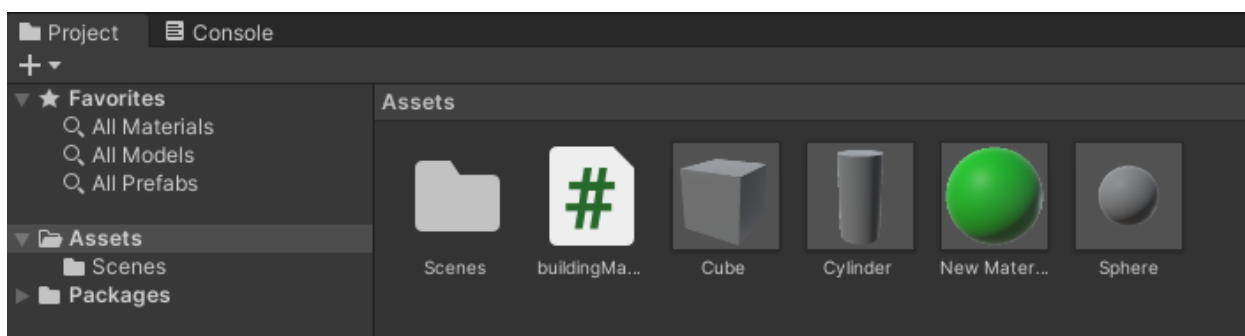 Project Console
Favorites
All Materials
All Models
All Prefabs
Assets
Scenes
Packages
Assets
Scenes buildingMa... Cube Cylinder New Mater... Sphere